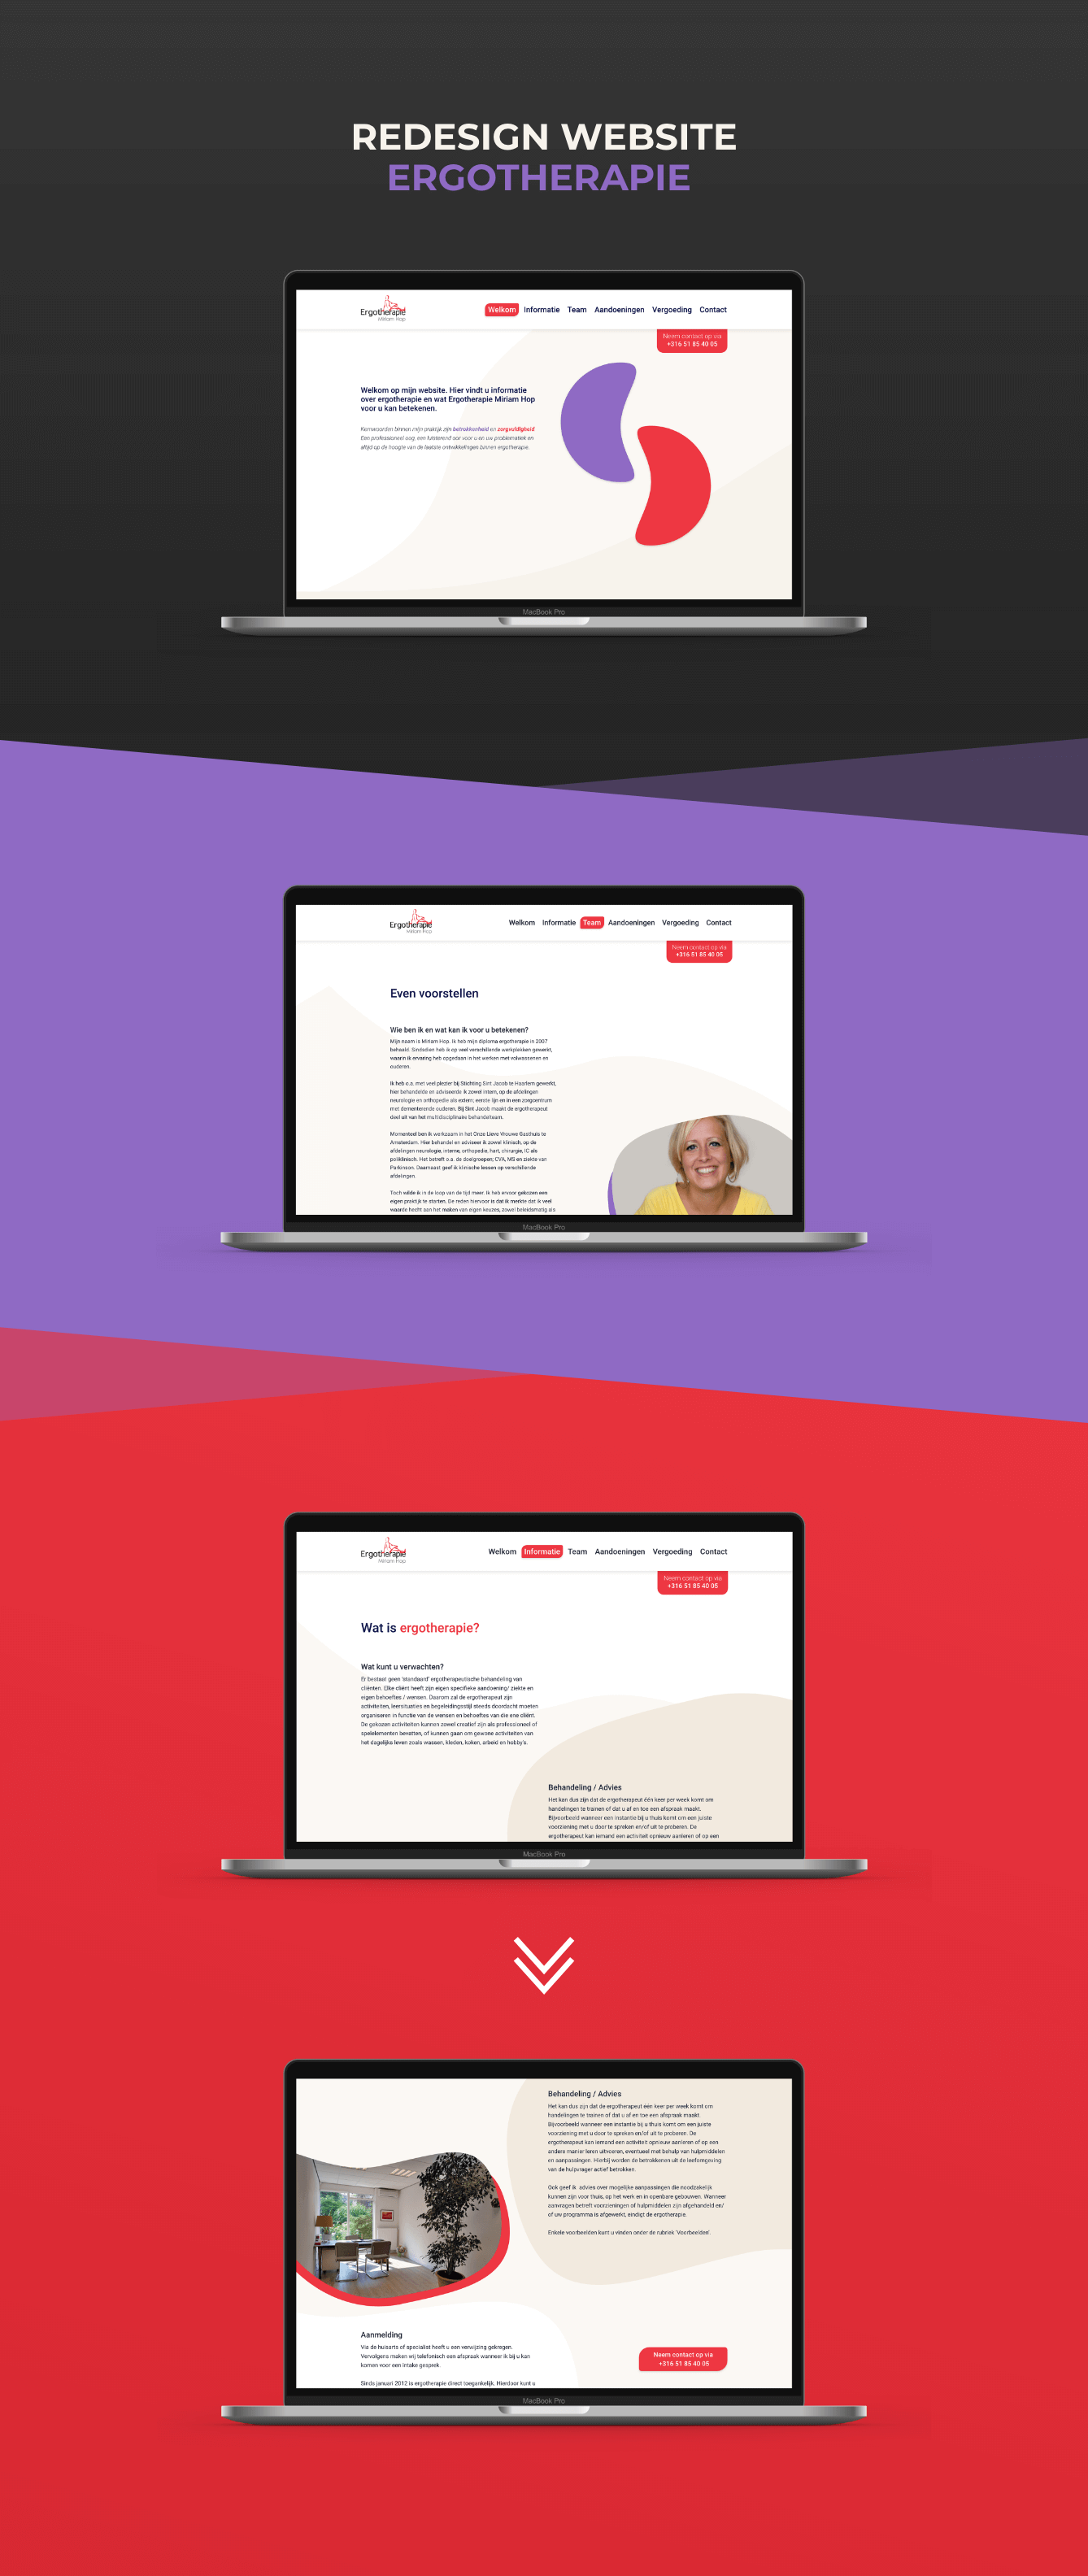 REDESIGN WEBSITE
ERGOTHERAPIE
Ergotherapie
Miriam Hop
Welkom Informatie Team Aandoeningen Vergoeding Contact
Neem contact op via
+316 51 85 40 05
Welkom op mijn website. Hier vindt u informatie
over ergotherapie en wat Ergotherapie Miriam Hop
voor u kan betekenen.
Kernwoorden binnen mijn praktijk zijn betrokkenheid en zorgvuldigheid.
Een professioneel oog, een luisterend oor voor u en uw problematiek en
altijd op de hoogte van de laatste ontwikkelingen binnen ergotherapie.
MacBook Pro
Ergotherapie
Miriam Hop
Welkom Informatie Team Aandoeningen Vergoeding Contact
Neem contact op via
+316 51 85 40 05
Even voorstellen
Wie ben ik en wat kan ik voor u betekenen?
Mijn naam is Miriam Hop. Ik heb mijn diploma ergotherapie in 2007
behaald. Sindsdien heb ik op veel verschillende werkplekken gewerkt,
waarin ik ervaring heb opgedaan in het werken met volwassenen en
ouderen.
Ik heb o.a. met veel plezier bij Stichting Sint Jacob te Haarlem gewerkt,
hier behandelde en adviseerde ik zowel intern, op de afdelingen
neurologie en orthopedie als extern; eerste lijn en in een zorgcentrum
met dementerende ouderen. Bij Sint Jacob maakt de ergotherapeut
deel uit van het multidisciplinaire behandelteam.
Momenteel ben ik werkzaam in het Onze Lieve Vrouwe Gasthuis te
Amsterdam. Hier behandel en adviseer ik zowel klinisch, op de
afdelingen neurologie, interne, orthopedie, hart, chirurgie, IC als
poliklinisch. Het betreft o.a. de doelgroepen; CVA, MS en ziekte van
Parkinson. Daarnaast geef ik klinische lessen op verschillende
afdelingen.
Toch wilde ik in de loop van de tijd meer. Ik heb ervoor gekozen een
eigen praktijk te starten. De reden hiervoor is dat ik merkte dat ik veel
waarde hecht aan het maken van eigen keuzes, zowel beleidsmatig als
MacBook Pro
Ergotherapie
Miriam Hop
Welkom Informatie Team Aandoeningen Vergoeding Contact
Neem contact op via
+316 51 85 40 05
Wat is ergotherapie?
Wat kunt u verwachten?
Er bestaat geen 'standaard' ergotherapeutische behandeling van
cliënten. Elke cliënt heeft zijn eigen specifieke aandoening/ ziekte en
eigen behoeftes / wensen. Daarom zal de ergotherapeut zijn
activiteiten, leersituaties en begeleidingsstijl steeds doordacht moeten
organiseren in functie van de wensen en behoeftes van die ene cliënt.
De gekozen activiteiten kunnen zowel creatief zijn als professioneel of
spelelementen bevatten, of kunnen gaan om gewone activiteiten van
het dagelijks leven zoals wassen, kleden, koken, arbeid en hobby's.
Behandeling / Advies
Het kan dus zijn dat de ergotherapeut één keer per week komt om
handelingen te trainen of dat u af en toe een afspraak maakt.
Bijvoorbeeld wanneer een instantie bij u thuis komt om een juiste
voorziening met u door te spreken en/of uit te proberen. De
ergotherapeut kan iemand een activiteit opnieuw aanleren of op een
MacBook Pro
Behandeling / Advies
Het kan dus zijn dat de ergotherapeut één keer per week komt om
handelingen te trainen of dat u af en toe een afspraak maakt.
Bijvoorbeeld wanneer een instantie bij u thuis komt om een juiste
voorziening met u door te spreken en/of uit te proberen. De
ergotherapeut kan iemand een activiteit opnieuw aanleren of op een
andere manier leren uitvoeren, eventueel met behulp van hulpmiddelen
en aanpassingen. Hierbij worden de betrokkenen uit de leefomgeving
van de hulpvrager actief betrokken.
Ook geef ik advies over mogelijke aanpassingen die noodzakelijk
kunnen zijn voor thuis, op het werk en in openbare gebouwen. Wanneer
aanvragen betreft voorzieningen of hulpmiddelen zijn afgehandeld en/
of uw programma is afgewerkt, eindigt de ergotherapie.
Enkele voorbeelden kunt u vinden onder de rubriek 'Voorbeelden'.
Aanmelding
Via de huisarts of specialist heeft u een verwijzing gekregen.
Vervolgens maken wij telefonisch een afspraak wanneer ik bij u kan
komen voor een intake gesprek.
Sinds januari 2012 is ergotherapie direct toegankelijk. Hierdoor kunt u
Neem contact op via
+316 51 85 40 05
MacBook Pro